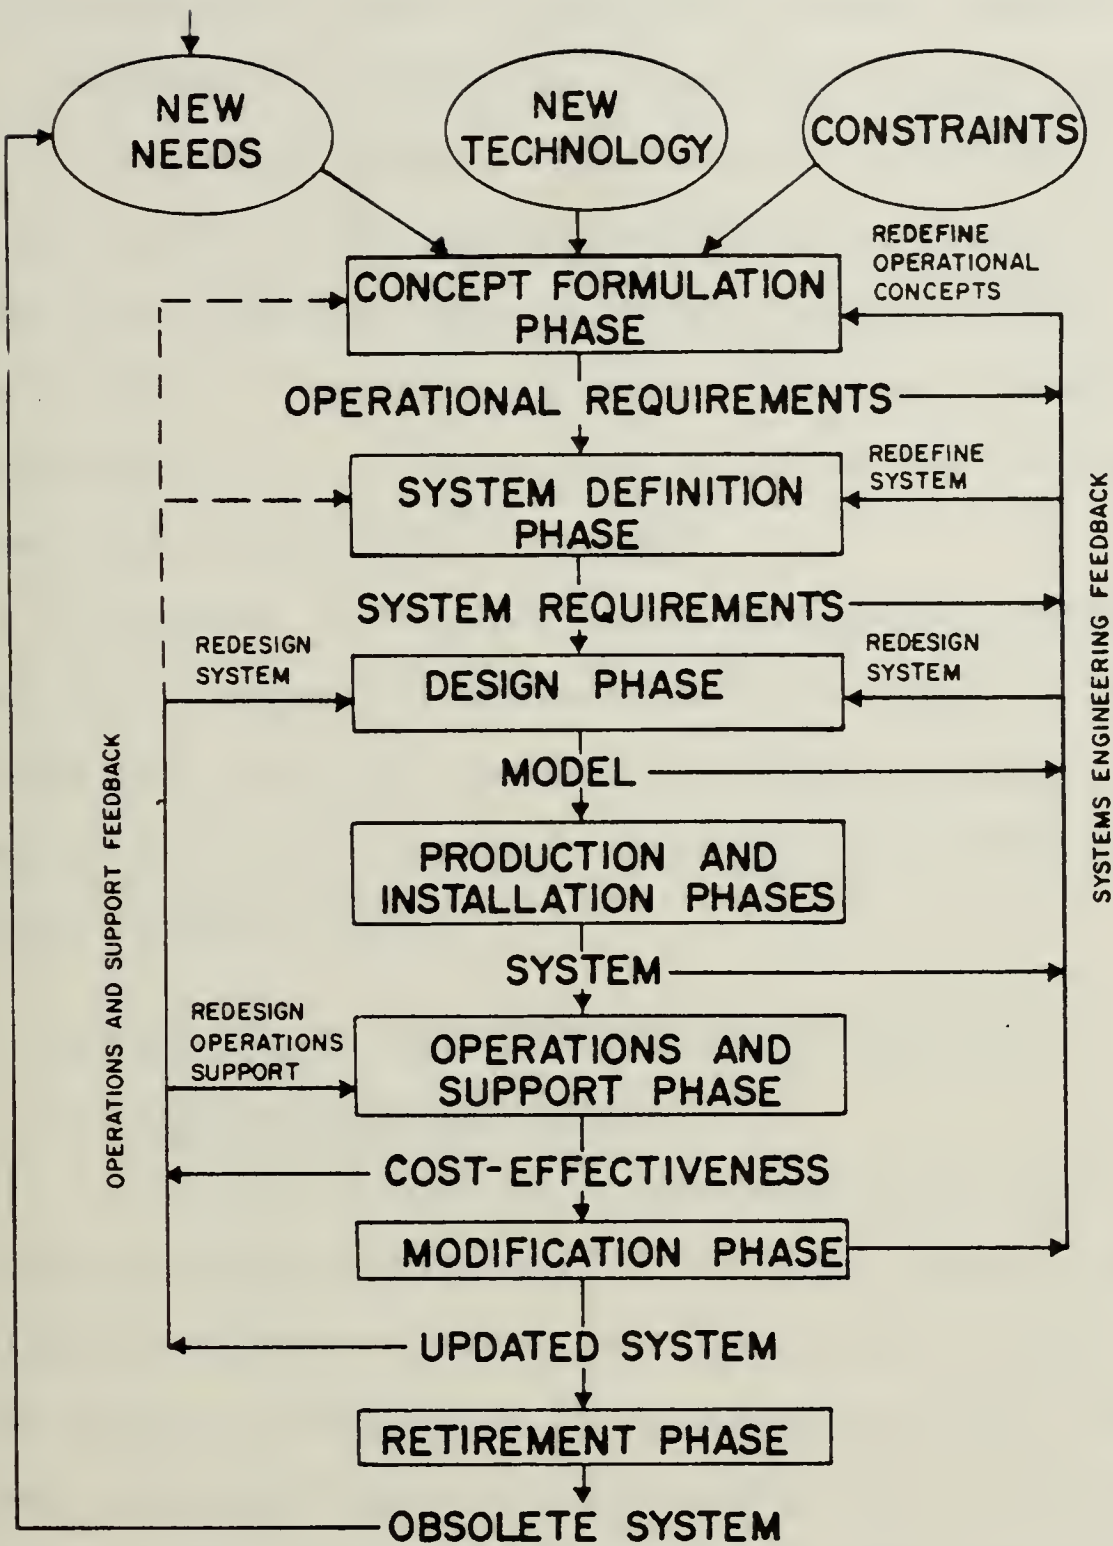 NEW
NEEDS
NEW
TECHNOLOGY
CONSTRAINTS
REDEFINE
OPERATIONAL
CONCEPTS
CONCEPT FORMULATION
PHASE
OPERATIONAL REQUIREMENTS
REDEFINE
SYSTEM
SYSTEM DEFINITION
PHASE
SYSTEM REQUIREMENTS
REDESIGN
SYSTEM
REDESIGN
SYSTEM
DESIGN PHASE
MODEL
PRODUCTION AND
INSTALLATION PHASES
SYSTEM
REDESIGN
OPERATIONS
SUPPORT
OPERATIONS AND
SUPPORT PHASE
COST-EFFECTIVENESS
MODIFICATION PHASE
UPDATED SYSTEM
RETIREMENT PHASE
OBSOLETE SYSTEM
OPERATIONS AND SUPPORT FEEDBACK
SYSTEMS ENGINEERING FEEDBACK